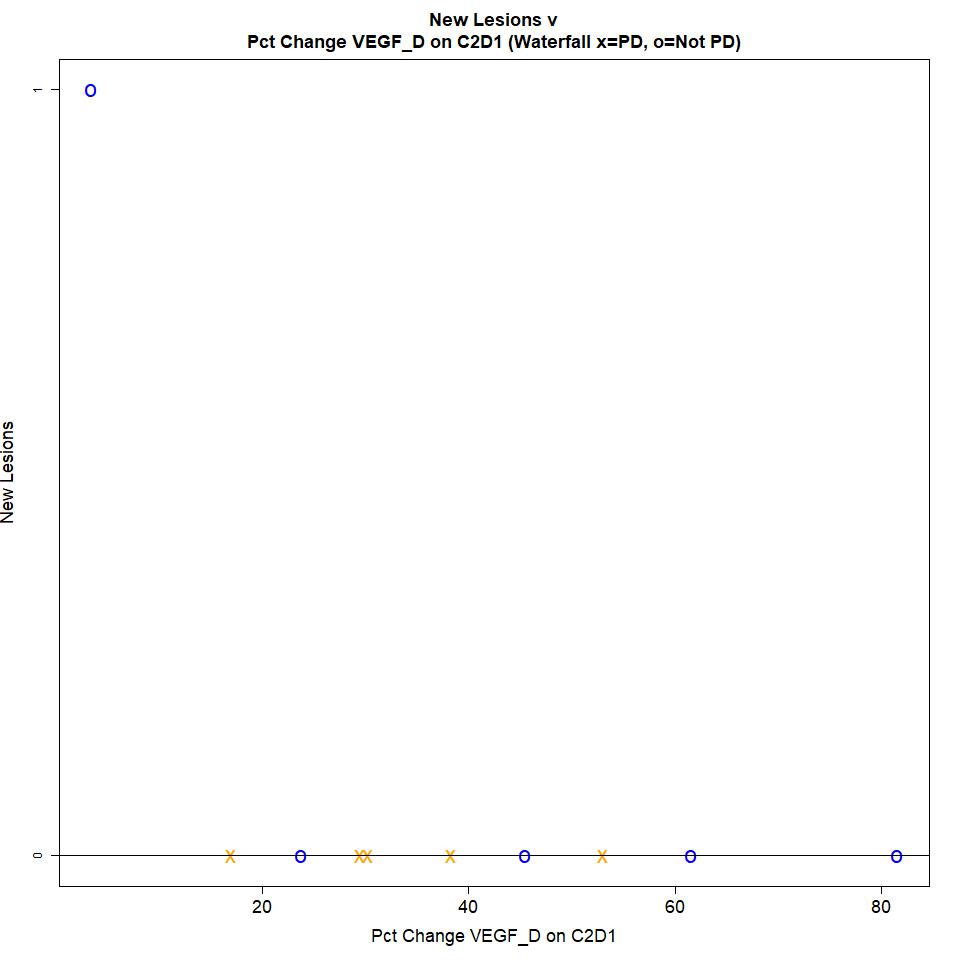 New Lesions v
Pct Change VEGF_D on C2D1 (Waterfall x=PD, o=Not PD)
1
o
New Lesions
0
x o x x x o x o o
20 40 60 80
Pct Change VEGF_D on C2D1